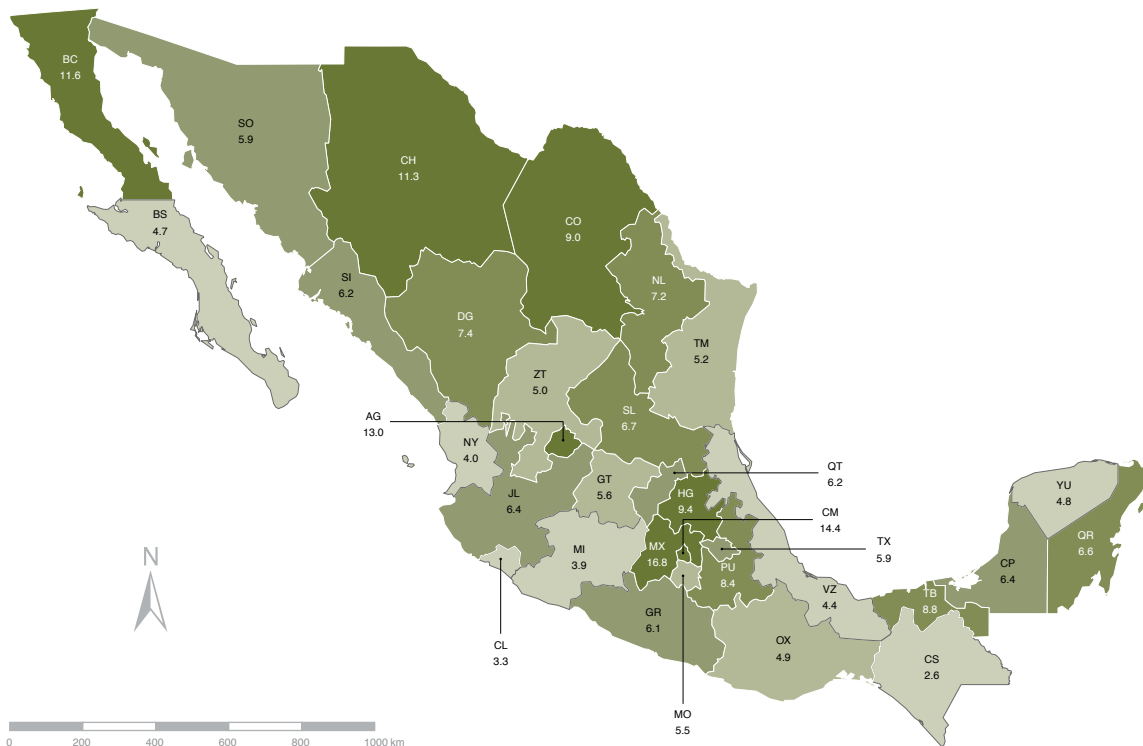 BC
11.6
SO
5.9
CH
11.3
BS
4.7
CO
9.0
SI
6.2
NL
7.2
DG
7.4
TM
5.2
ZT
5.0
AG
13.0
SL
6.7
NY
4.0
QT
6.2
GT
5.6
YU
4.8
JL
6.4
HG
9.4
CM
14.4
TX
5.9
QR
6.6
MI
3.9
MX
16.8
PU
8.4
CP
6.4
N
VZ
4.4
TB
8.8
GR
6.1
CL
3.3
OX
4.9
CS
2.6
MO
5.5
0 200 400 600 800 1000 km